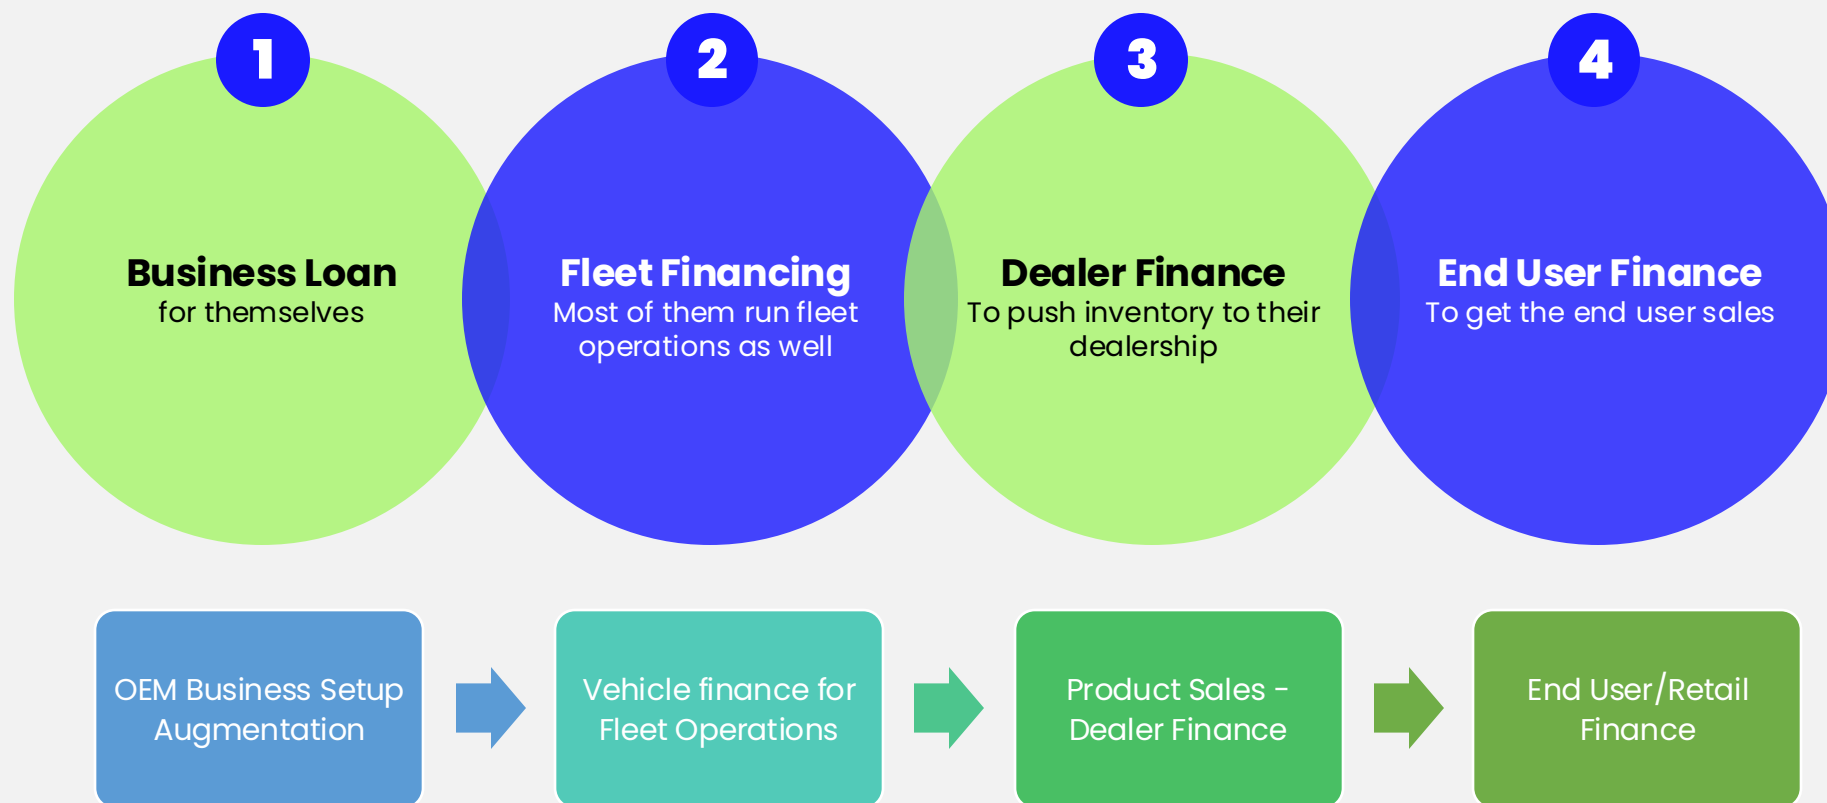 1
2
3
4
Business Loan
for themselves
Fleet Financing
Most of them run fleet
operations as well
Dealer Finance
To push inventory to their
dealership
End User Finance
To get the end user sales
OEM Business Setup
Augmentation
Vehicle finance for
Fleet Operations
Product Sales -
Dealer Finance
End User/Retail
Finance